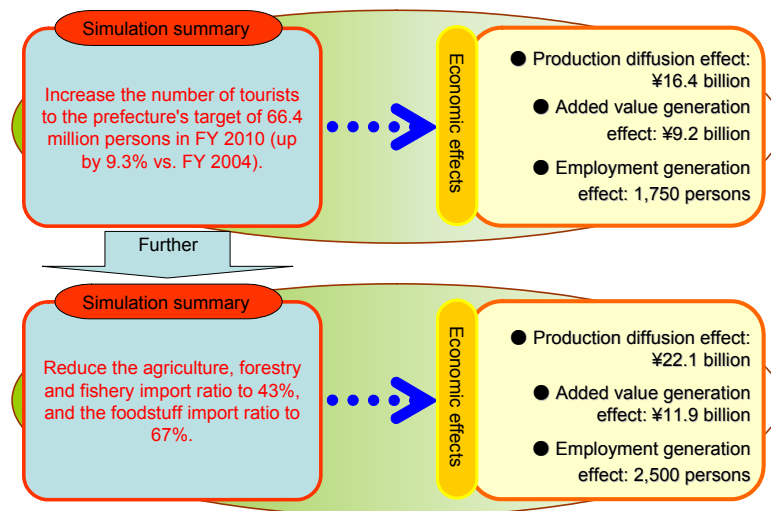 Simulation summary
Increase the number of tourists
to the prefecture's target of 66.4
million persons in FY 2010 (up
by 9.3% vs. FY 2004).
Economic effects
● Production diffusion effect:
¥16.4 billion
● Added value generation
effect: ¥9.2 billion
● Employment generation
effect: 1,750 persons
Further
Simulation summary
Reduce the agriculture, forestry
and fishery import ratio to 43%,
and the foodstuff import ratio to
67%.
Economic effects
● Production diffusion effect:
¥22.1 billion
● Added value generation
effect: ¥11.9 billion
● Employment generation
effect: 2,500 persons